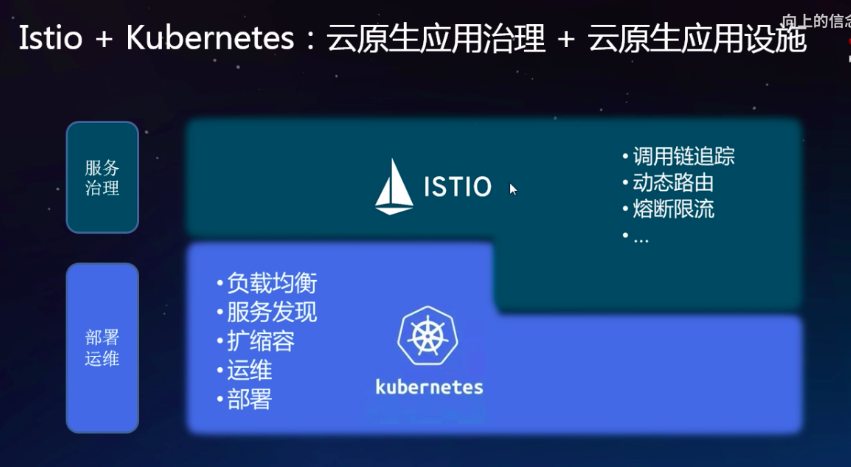 向上的信念
Istio + Kubernetes：云原生应用治理 + 云原生应用设施
服务
治理
ISTIO
• 调用链追踪
• 动态路由
• 熔断限流
• ...
部署
运维
• 负载均衡
• 服务发现
• 扩缩容
• 运维
• 部署
kubernetes